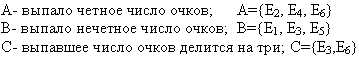 А- выпало четное число очков; A={E₂, E₄, E₆}
В- выпало нечетное число очков; B={E₁, E₃, E₅}
С- выпавшее число очков делится на три; C={E₃,E₆}